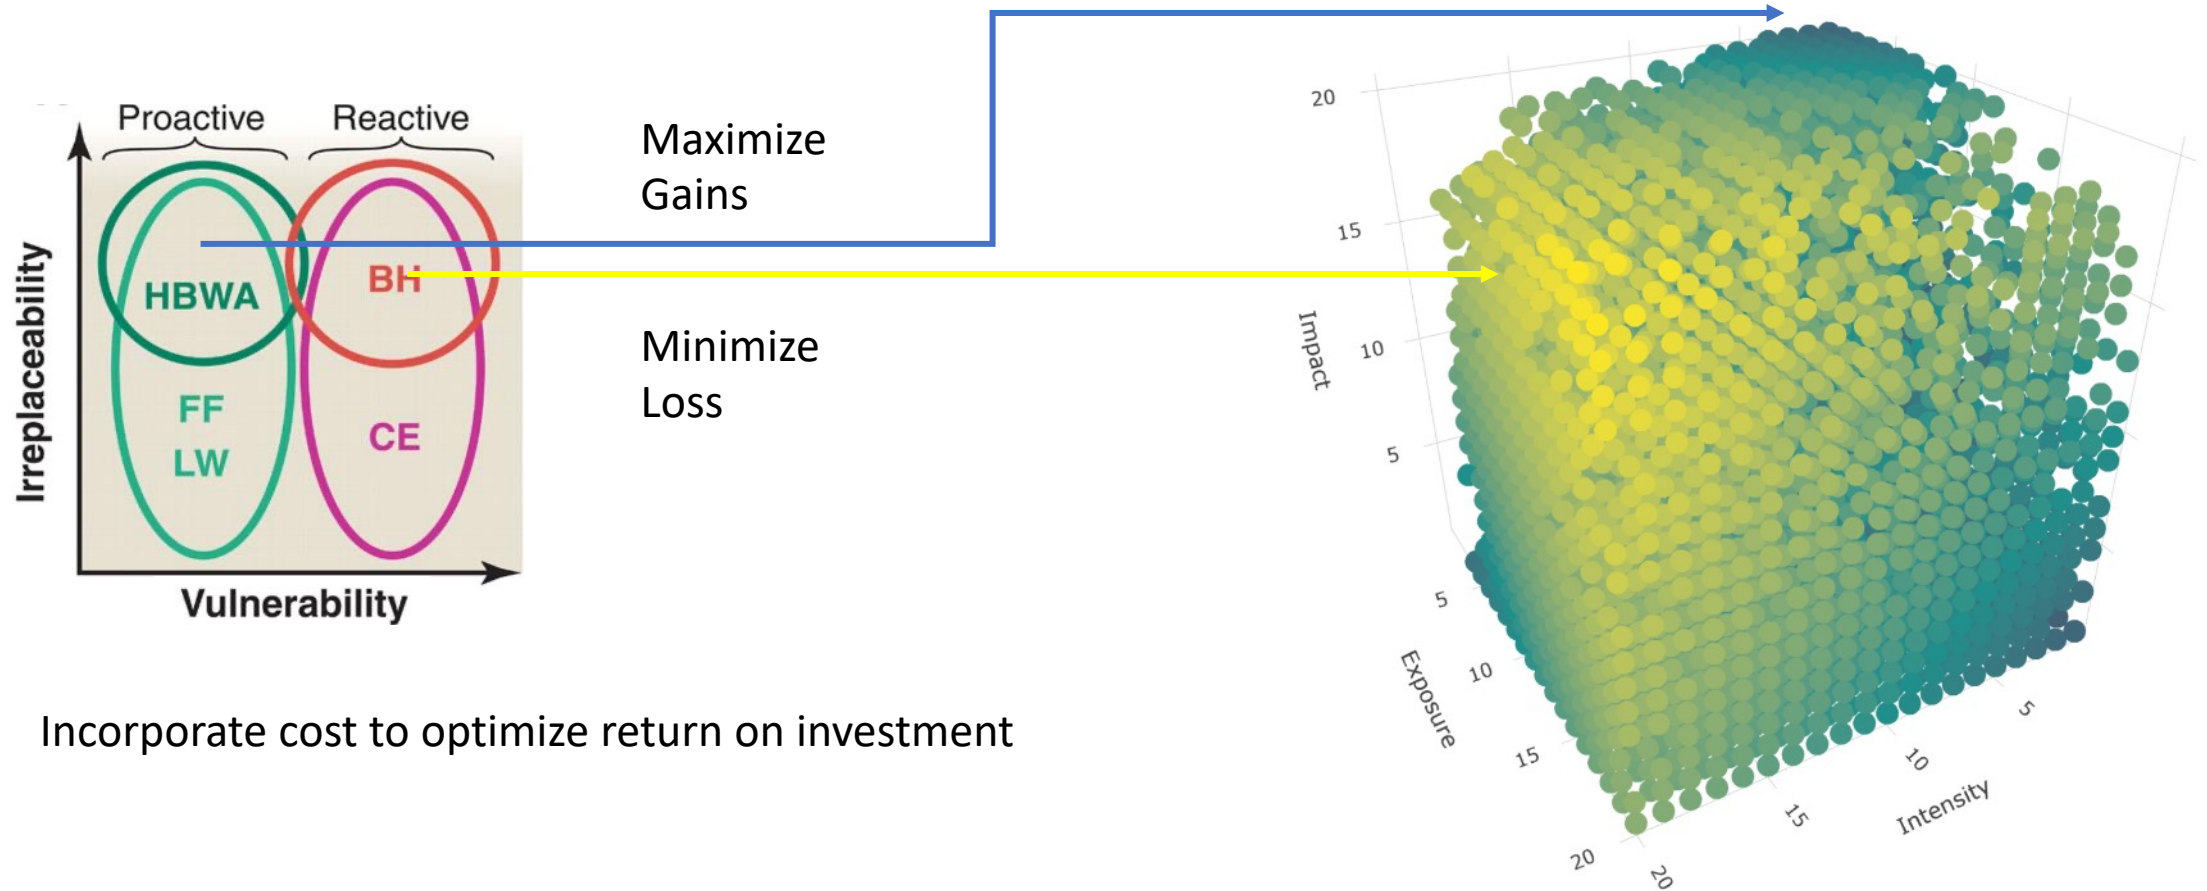 Proactive
Reactive
HBWA
BH
FF
LW
CE
Irreplaceability
Vulnerability
Maximize
Gains
Minimize
Loss
Incorporate cost to optimize return on investment
20
15
10
5
Impact
5
10
15
20
Exposure
5
10
15
20
Intensity